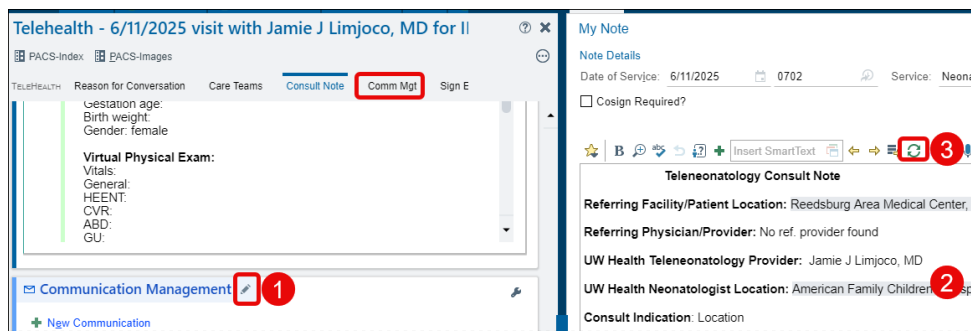 Telehealth - 6/11/2025 visit with Jamie J Limjoco, MD for II
PACS-Index PACS-Images
TELEHEALTH Reason for Conversation Care Teams Consult Note Comm Mgt Sign E
Gestation age:
Birth weight:
Gender: female
Virtual Physical Exam:
Vitals:
General:
HEENT:
CVR:
ABD:
GU:
Communication Management 1
New Communication
My Note
Note Details
Date of Service: 6/11/2025 0702 Service: Neona
Cosign Required?
B abc Insert SmartText 3
Teleneonatology Consult Note
Referring Facility/Patient Location: Reedsburg Area Medical Center,
Referring Physician/Provider: No ref. provider found
UW Health Teleneonatology Provider: Jamie J Limjoco, MD
UW Health Neonatologist Location: American Family Children 2 sp
Consult Indication: Location